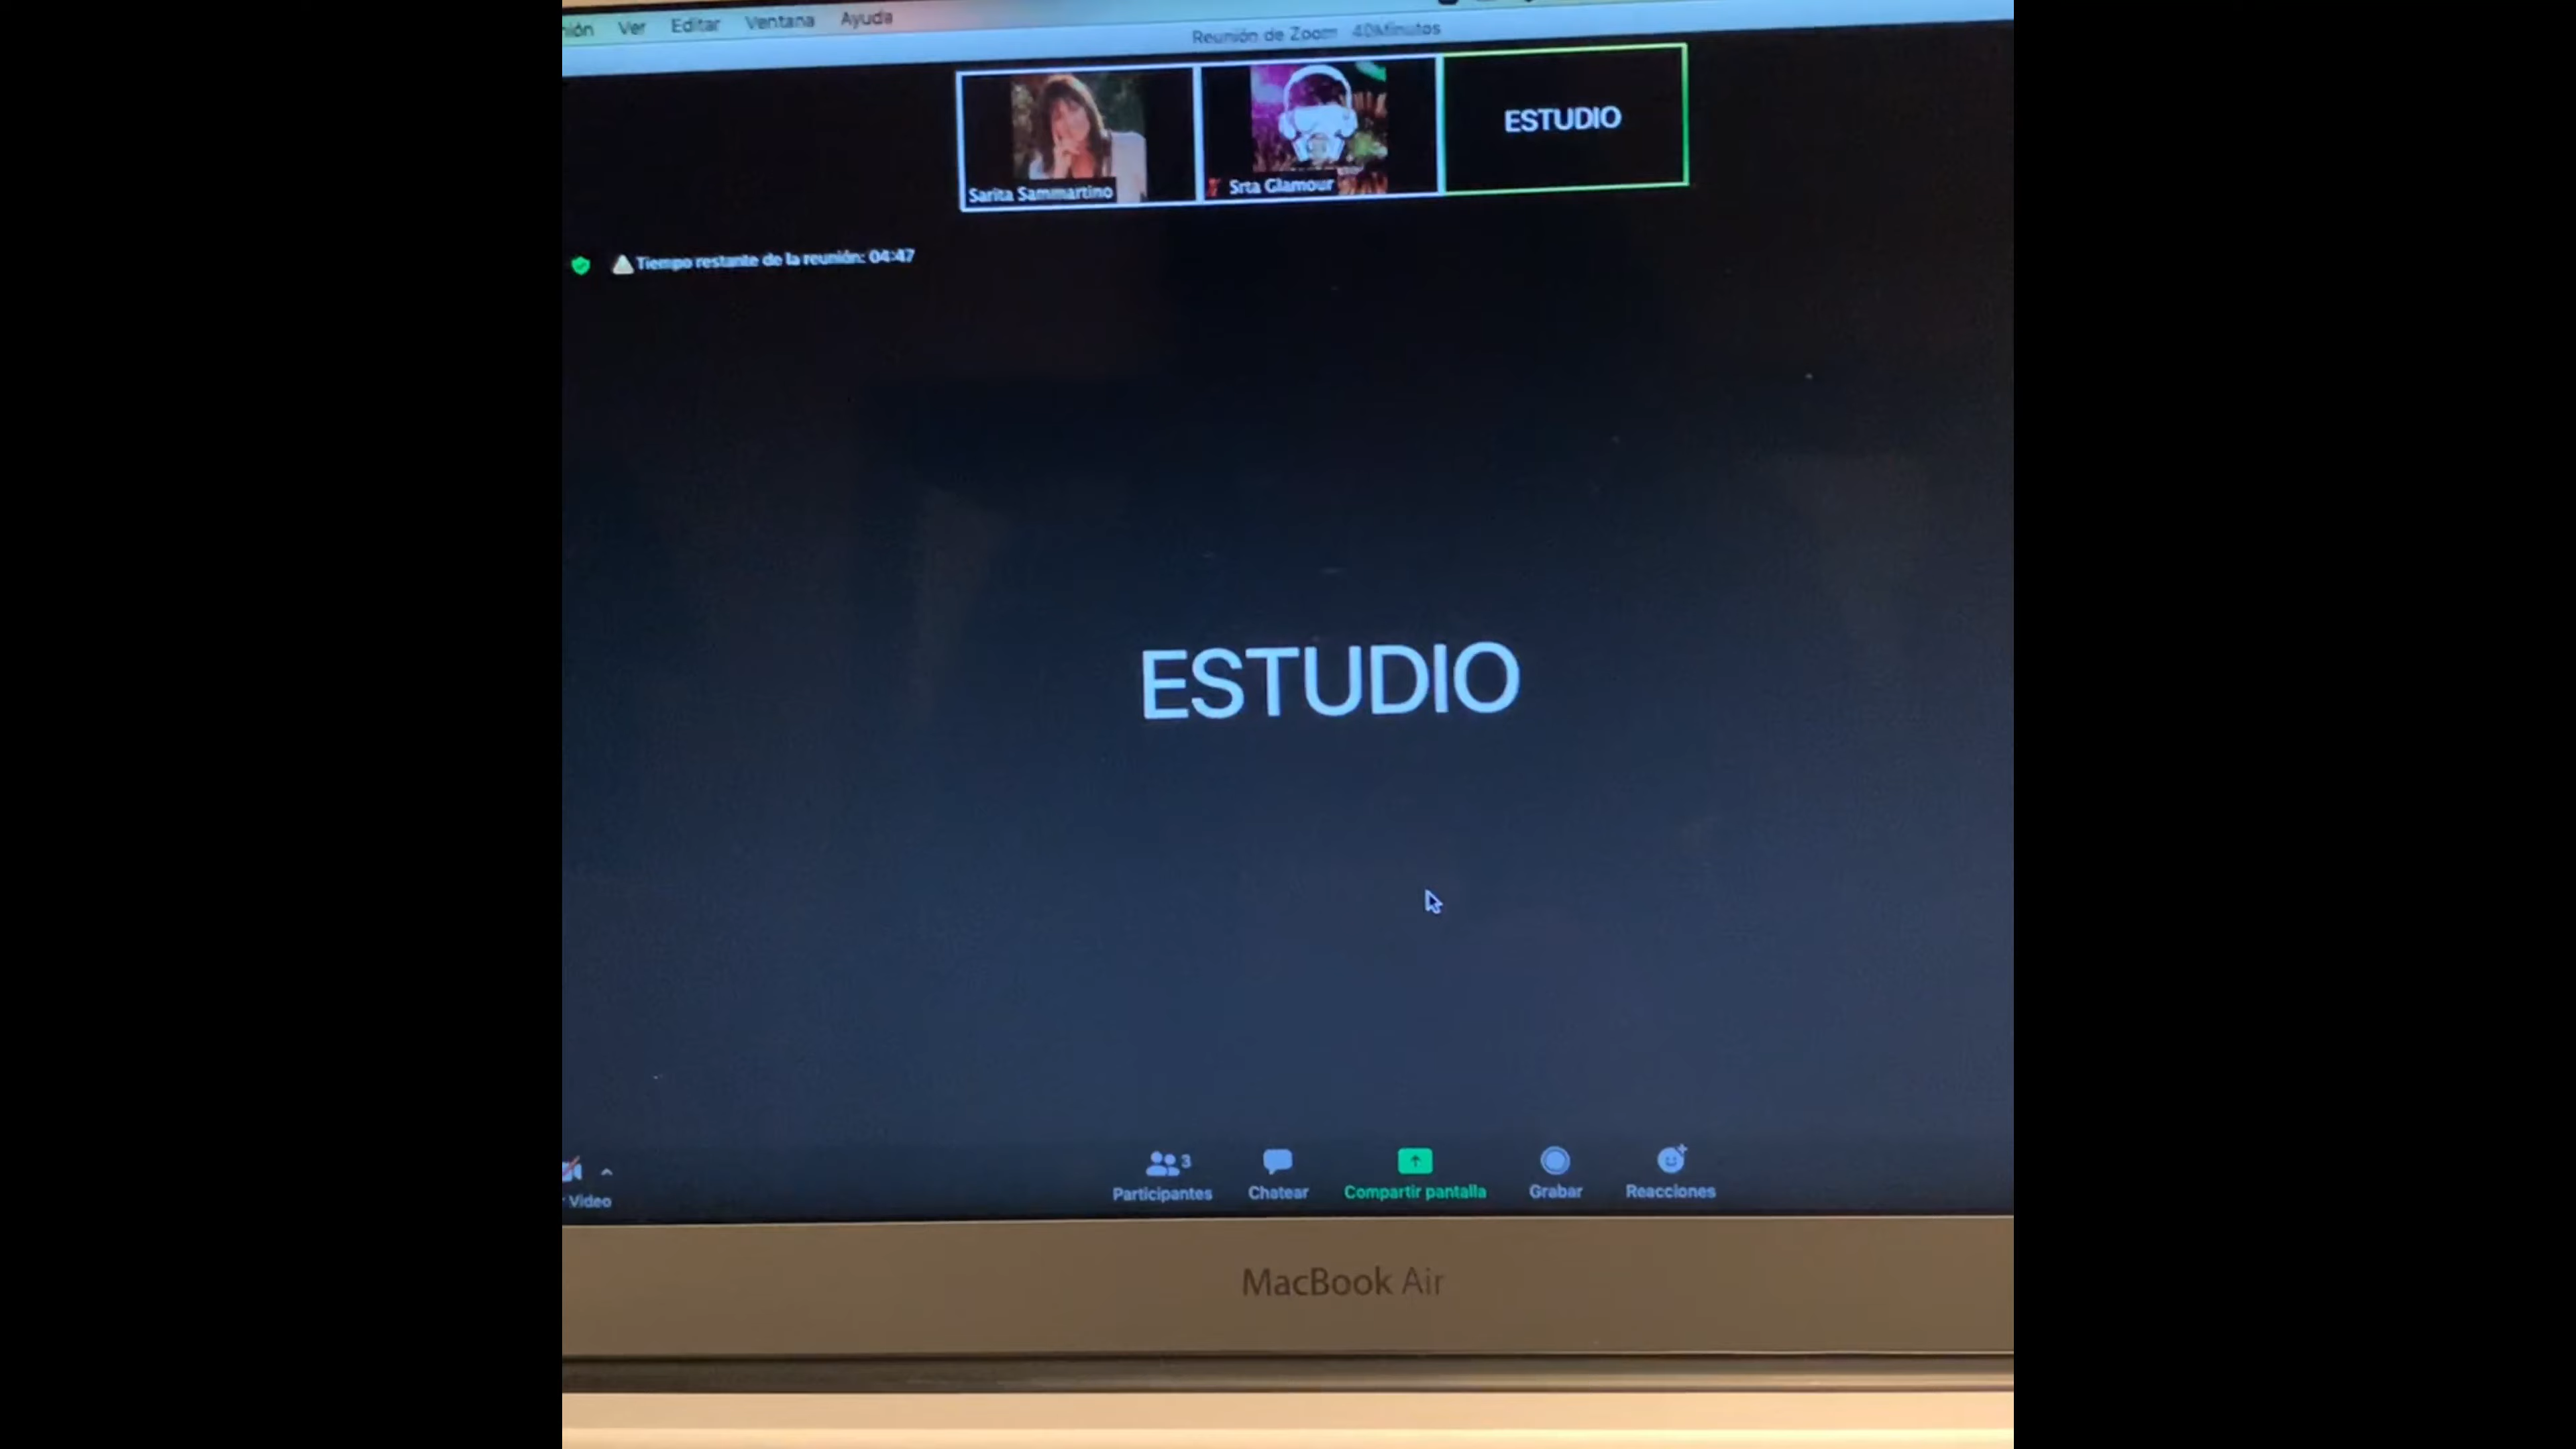 Ver Editar Ventana Ayuda
Reunión de Zoom 40Minutos
Sarita Sammartino
Srta Glamour
ESTUDIO
Tiempo restante de la reunión: 04:47
ESTUDIO
Video
3
Participantes
Chatear
Compartir pantalla
Grabar
Reacciones
MacBook Air